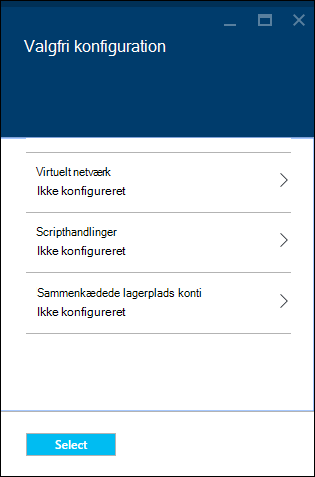 Valgfri konfiguration
Virtuelt netværk
Ikke konfigureret
Scripthandlinger
Ikke konfigureret
Sammenkædede lagerplads konti
Ikke konfigureret
Select